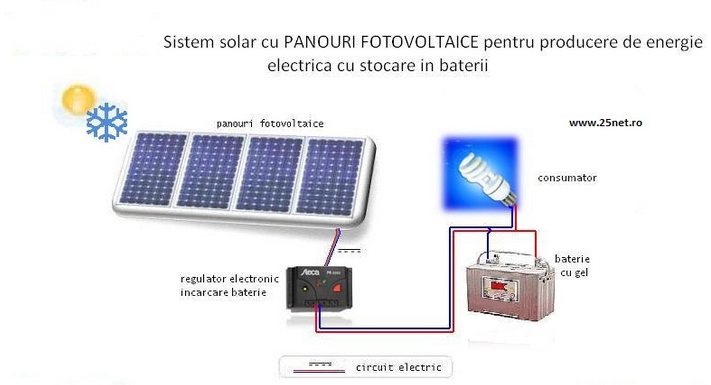 Sistem solar cu PANOURI FOTOVOLTAICE pentru producere de energie
electrica cu stocare in baterii
panouri fotovoltaice
www.25net.ro
consumator
baterie
cu gel
regulator electronic
incarcare baterie
Steca
circuit electric